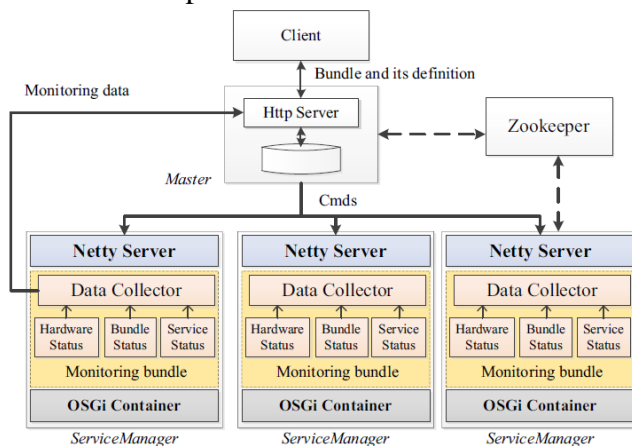 Client
Monitoring data
Bundle and its definition
Http Server
Zookeeper
Master
Cmds
Netty Server
Data Collector
Hardware
Status
Bundle
Status
Service
Status
Monitoring bundle
OSGi Container
ServiceManager
Netty Server
Data Collector
Hardware
Status
Bundle
Status
Service
Status
Monitoring bundle
OSGi Container
ServiceManager
Netty Server
Data Collector
Hardware
Status
Bundle
Status
Service
Status
Monitoring bundle
OSGi Container
ServiceManager